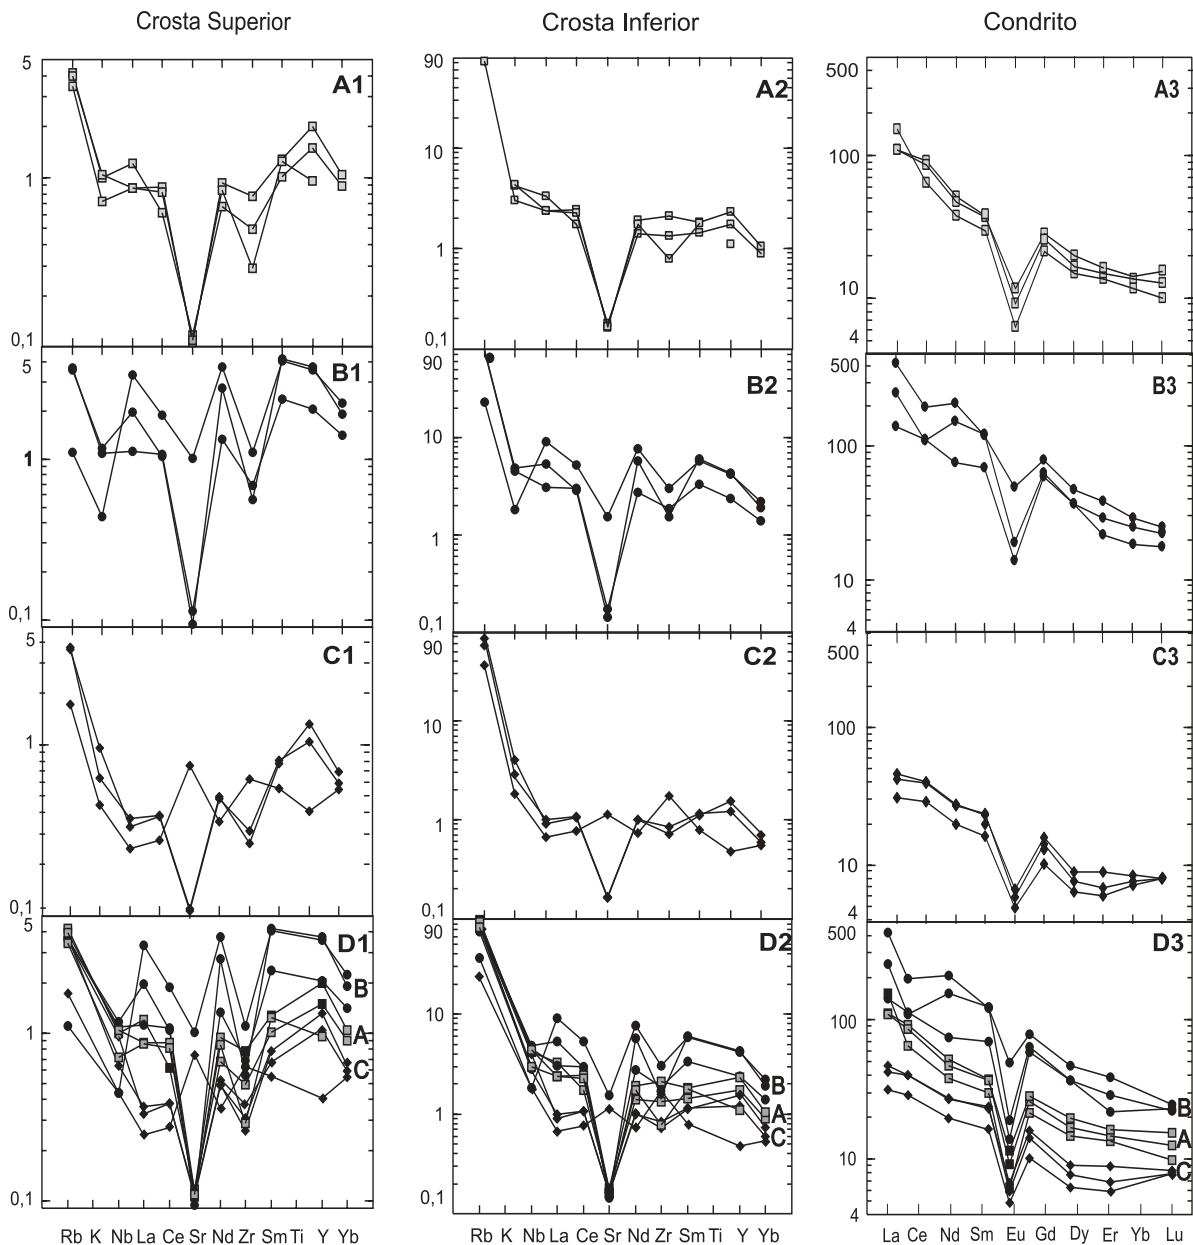 Crosta Superior
Crosta Inferior
Condrito
5
1
0,1
A1
90
10
1
0,1
A2
500
100
10
4
A3
5
1
0,1
B1
90
10
1
0,1
B2
500
100
10
4
B3
5
1
0,1
C1
90
10
1
0,1
C2
500
100
10
4
C3
5
1
0,1
D1
B
A
C
90
10
1
0,1
D2
B
A
C
500
100
10
4
D3
B
A
C
Rb K Nb La Ce Sr Nd Zr Sm Ti Y Yb
Rb K Nb La Ce Sr Nd Zr Sm Ti Y Yb
La Ce Nd Sm Eu Gd Dy Er Yb Lu